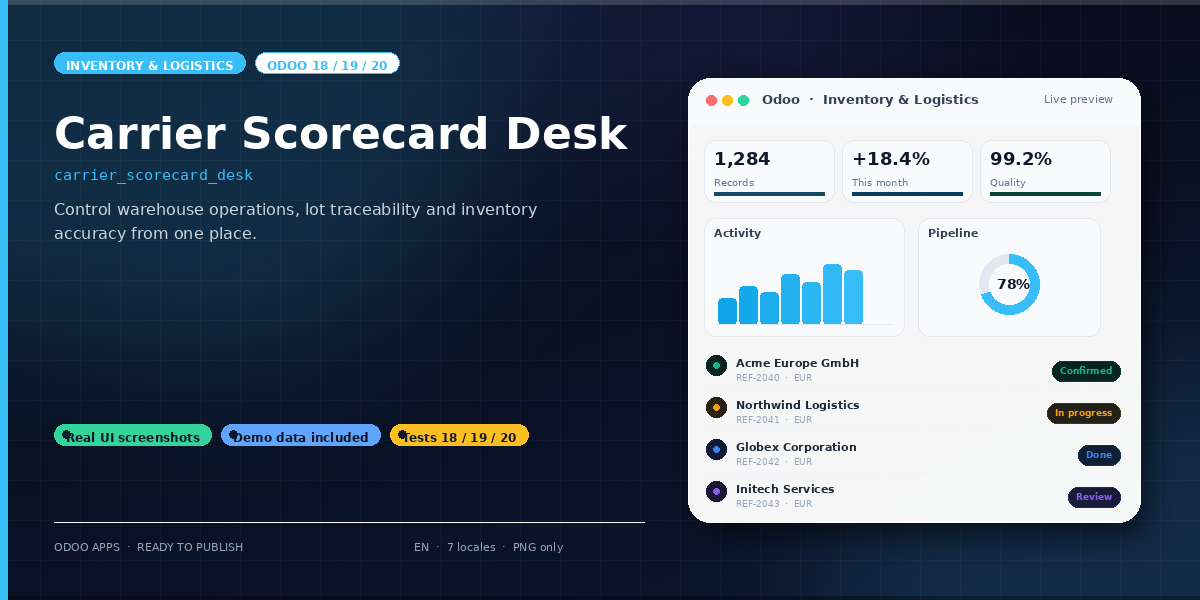 INVENTORY & LOGISTICS
ODOO 18 / 19 / 20
Carrier Scorecard Desk
carrier_scorecard_desk
Control warehouse operations, lot traceability and inventory
accuracy from one place.
Real UI screenshots
Demo data included
Tests 18 / 19 / 20
ODOO APPS · READY TO PUBLISH
EN · 7 locales · PNG only
Odoo · Inventory & Logistics
Live preview
1,284
Records
+18.4%
This month
99.2%
Quality
Activity
Pipeline
78%
Acme Europe GmbH
REF-2040 · EUR
Confirmed
Northwind Logistics
REF-2041 · EUR
In progress
Globex Corporation
REF-2042 · EUR
Done
Initech Services
REF-2043 · EUR
Review